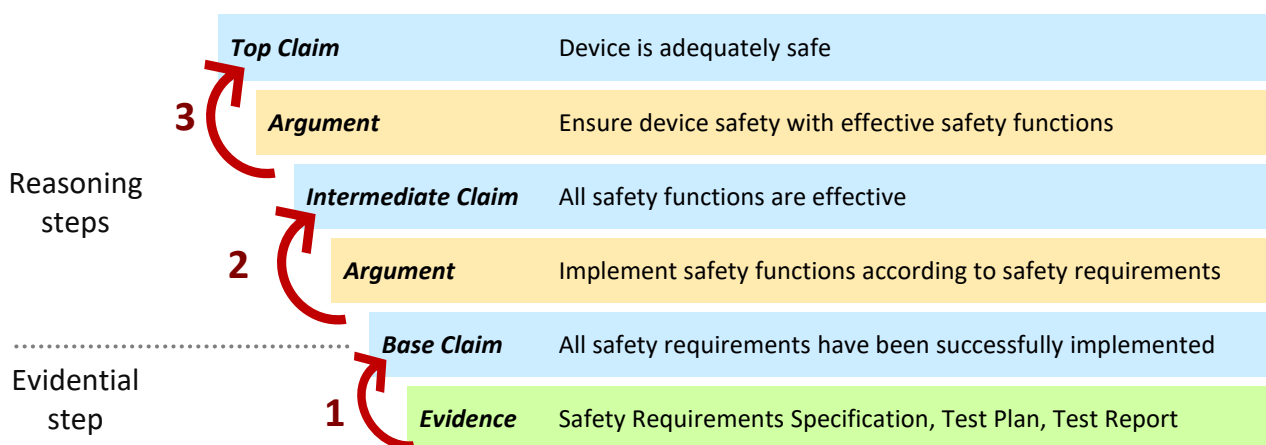 Top Claim Device is adequately safe
3
Argument Ensure device safety with effective safety functions
Reasoning
steps
Intermediate Claim All safety functions are effective
2
Argument Implement safety functions according to safety requirements
Base Claim All safety requirements have been successfully implemented
Evidential
step
1
Evidence Safety Requirements Specification, Test Plan, Test Report